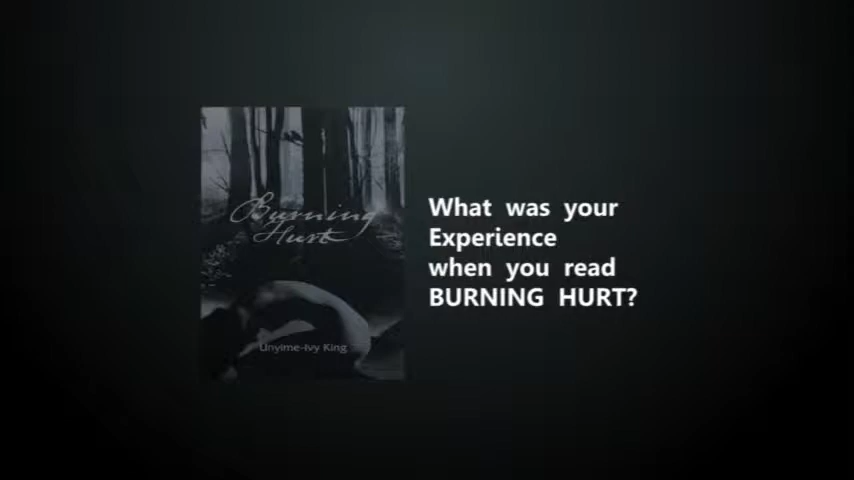 Burning
Hurt
Unyime-Ivy King
What was your
Experience
when you read
BURNING HURT?